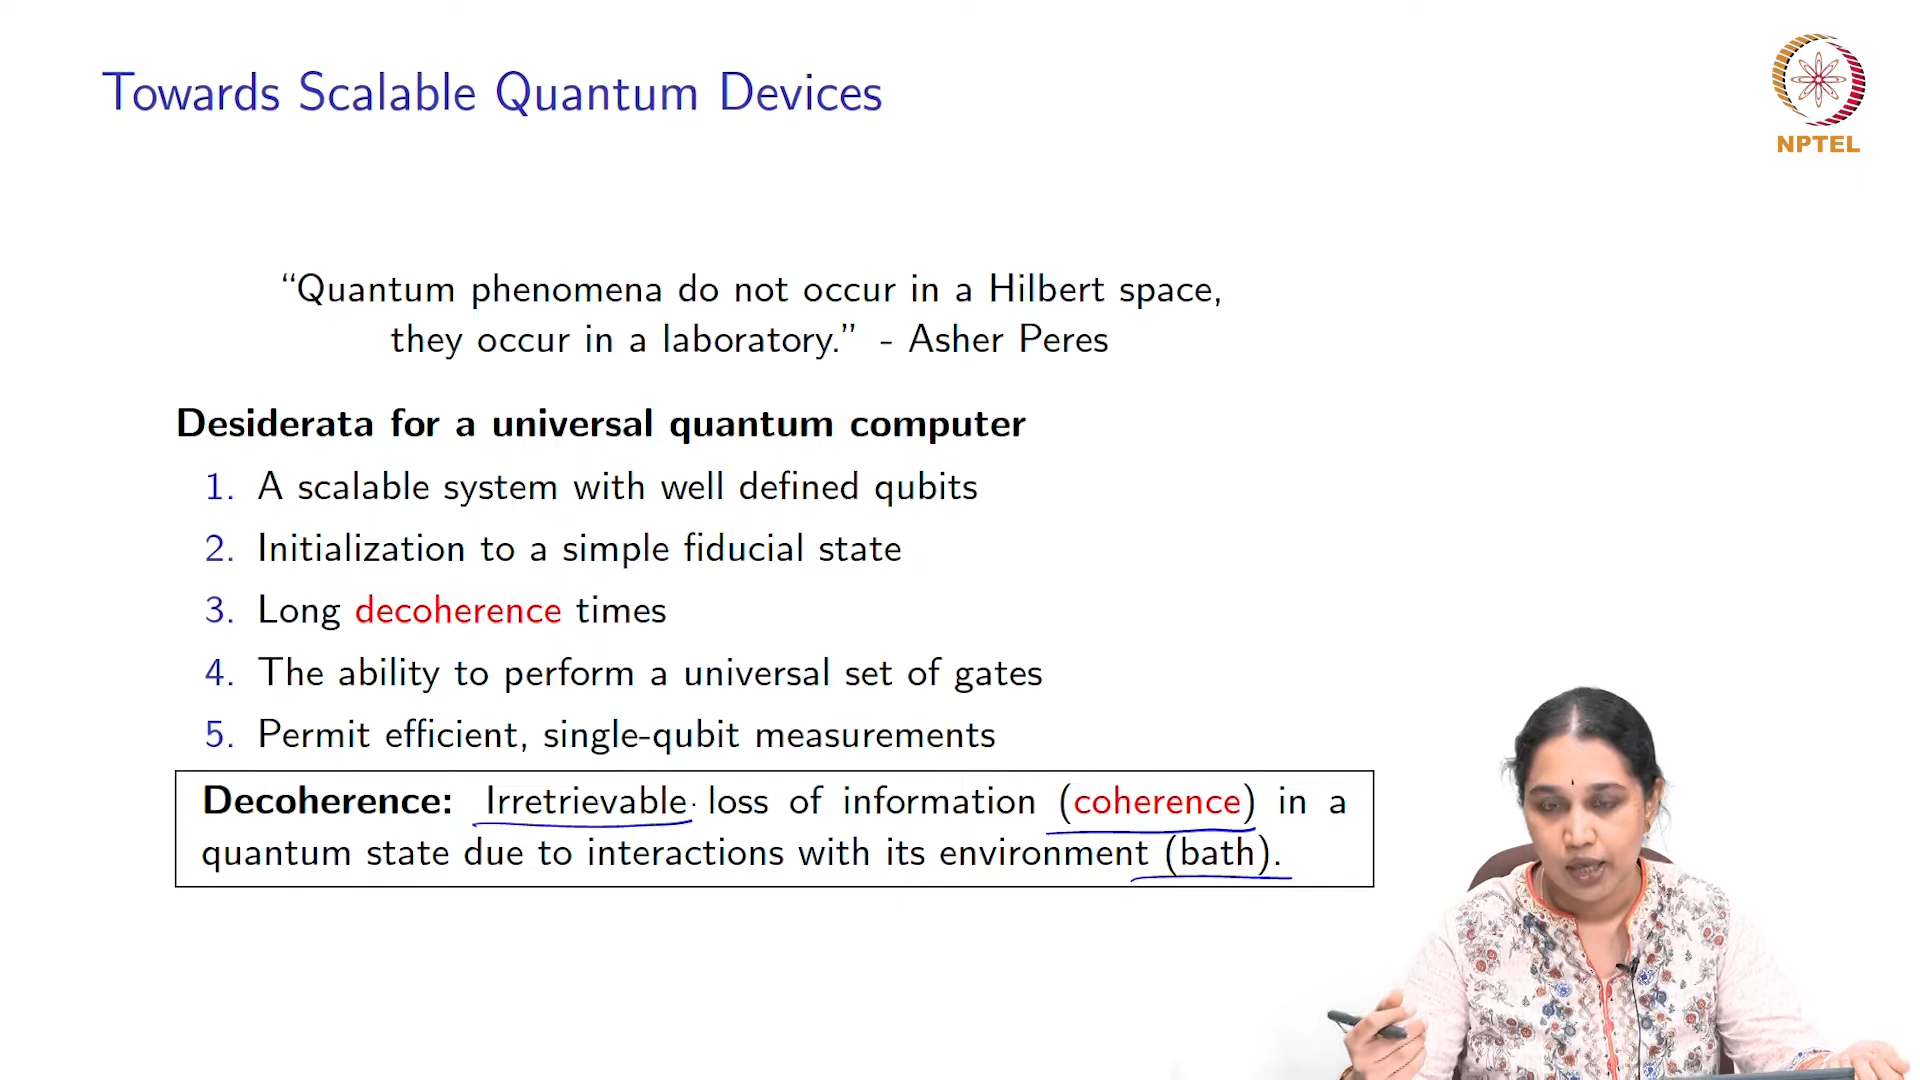 Towards Scalable Quantum Devices
NPTEL
“Quantum phenomena do not occur in a Hilbert space,
they occur in a laboratory.” - Asher Peres
Desiderata for a universal quantum computer
1. A scalable system with well defined qubits
2. Initialization to a simple fiducial state
3. Long decoherence times
4. The ability to perform a universal set of gates
5. Permit efficient, single-qubit measurements
Decoherence: Irretrievable loss of information (coherence) in a
quantum state due to interactions with its environment (bath).